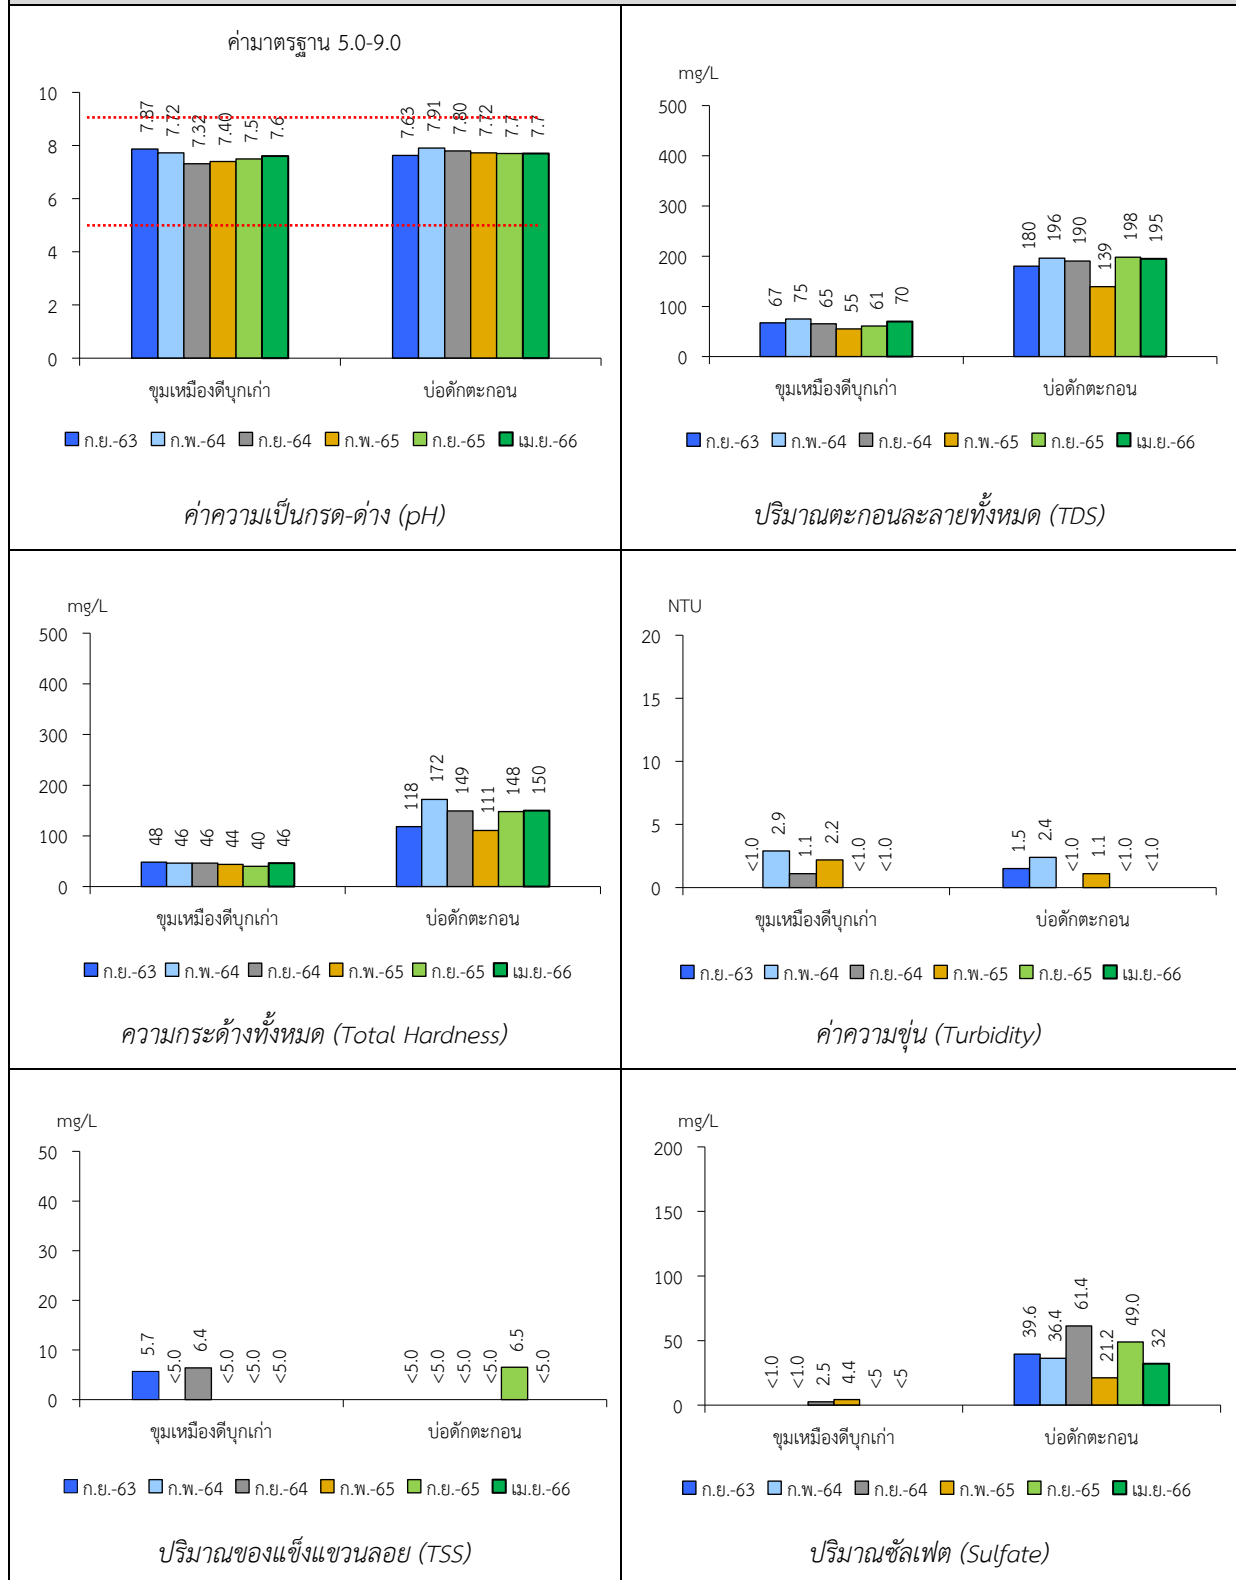 ค่ามาตรฐาน 5.0-9.0
10
8
6
4
2
0
7.87 7.72 7.32 7.40 7.5 7.6 7.63 7.91 7.80 7.72 7.7 7.7
ขุมเหมืองดีบุกเก่า บ่อดักตะกอน
ก.ย.-63 ก.พ.-64 ก.ย.-64 ก.พ.-65 ก.ย.-65 เม.ย.-66
ค่าความเป็นกรด-ด่าง (pH)
mg/L
500
400
300
200
100
0
67 75 65 55 61 70 180 196 190 139 198 195
ขุมเหมืองดีบุกเก่า บ่อดักตะกอน
ก.ย.-63 ก.พ.-64 ก.ย.-64 ก.พ.-65 ก.ย.-65 เม.ย.-66
ปริมาณตะกอนละลายทั้งหมด (TDS)
mg/L
500
400
300
200
100
0
48 46 46 44 40 46 118 172 149 111 148 150
ขุมเหมืองดีบุกเก่า บ่อดักตะกอน
ก.ย.-63 ก.พ.-64 ก.ย.-64 ก.พ.-65 ก.ย.-65 เม.ย.-66
ความกระด้างทั้งหมด (Total Hardness)
NTU
20
15
10
5
0
<1.0 2.9 1.1 2.2 <1.0 <1.0 1.5 2.4 <1.0 1.1 <1.0 <1.0
ขุมเหมืองดีบุกเก่า บ่อดักตะกอน
ก.ย.-63 ก.พ.-64 ก.ย.-64 ก.พ.-65 ก.ย.-65 เม.ย.-66
ค่าความขุ่น (Turbidity)
mg/L
50
40
30
20
10
0
5.7 <5.0 6.4 <5.0 <5.0 <5.0 <5.0 <5.0 <5.0 <5.0 6.5 <5.0
ขุมเหมืองดีบุกเก่า บ่อดักตะกอน
ก.ย.-63 ก.พ.-64 ก.ย.-64 ก.พ.-65 ก.ย.-65 เม.ย.-66
ปริมาณของแข็งแขวนลอย (TSS)
mg/L
200
150
100
50
0
<1.0 <1.0 2.5 4.4 <5 <5 39.6 36.4 61.4 21.2 49.0 32
ขุมเหมืองดีบุกเก่า บ่อดักตะกอน
ก.ย.-63 ก.พ.-64 ก.ย.-64 ก.พ.-65 ก.ย.-65 เม.ย.-66
ปริมาณซัลเฟต (Sulfate)